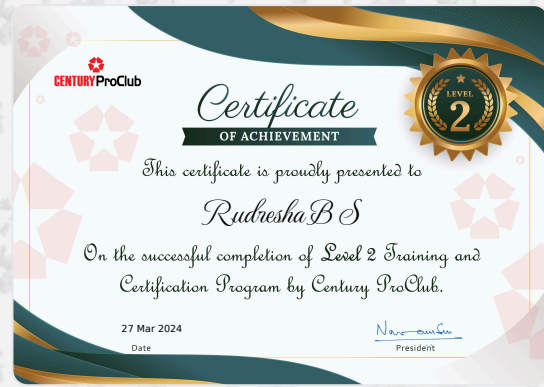 CENTURY ProClub
Certificate
OF ACHIEVEMENT
LEVEL
2
This certificate is proudly presented to
Rudresha B S
On the successful completion of Level 2 Training and
Certification Program by Century ProClub.
27 Mar 2024
Date
President